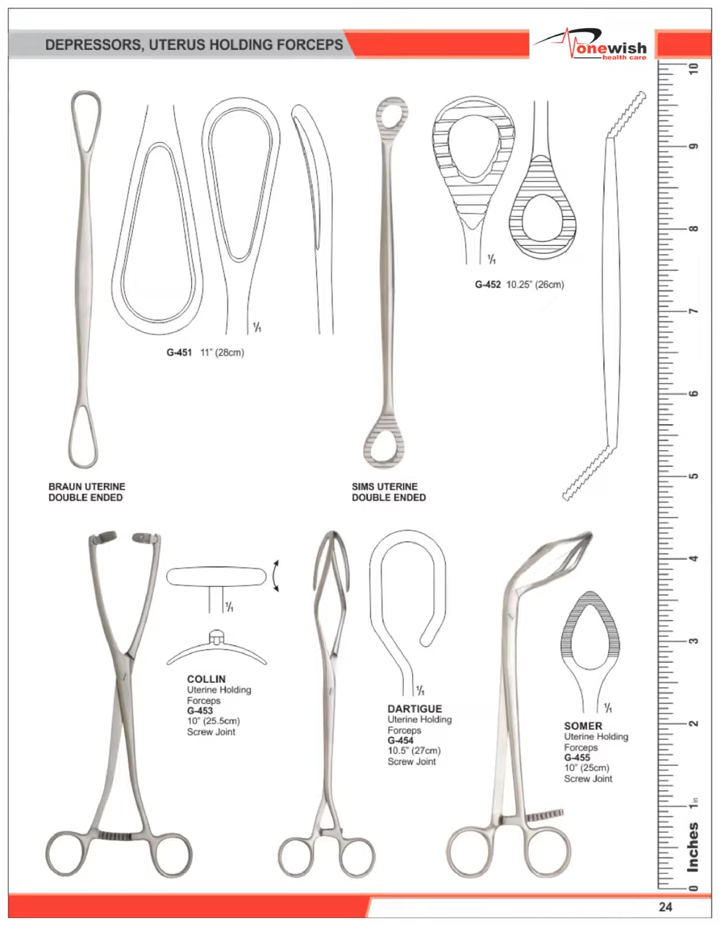 DEPRESSORS, UTERUS HOLDING FORCEPS
onewish
health care
1/1
G-451 11" (28cm)
1/1
G-452 10.25" (26cm)
BRAUN UTERINE
DOUBLE ENDED
SIMS UTERINE
DOUBLE ENDED
1/1
COLLIN
Uterine Holding
Forceps
G-453
10" (25.5cm)
Screw Joint
1/1
DARTIGUE
Uterine Holding
Forceps
G-454
10.5" (27cm)
Screw Joint
1/1
SOMER
Uterine Holding
Forceps
G-455
10" (25cm)
Screw Joint
10
9
8
7
6
5
4
3
2
1 in
0 Inches
24